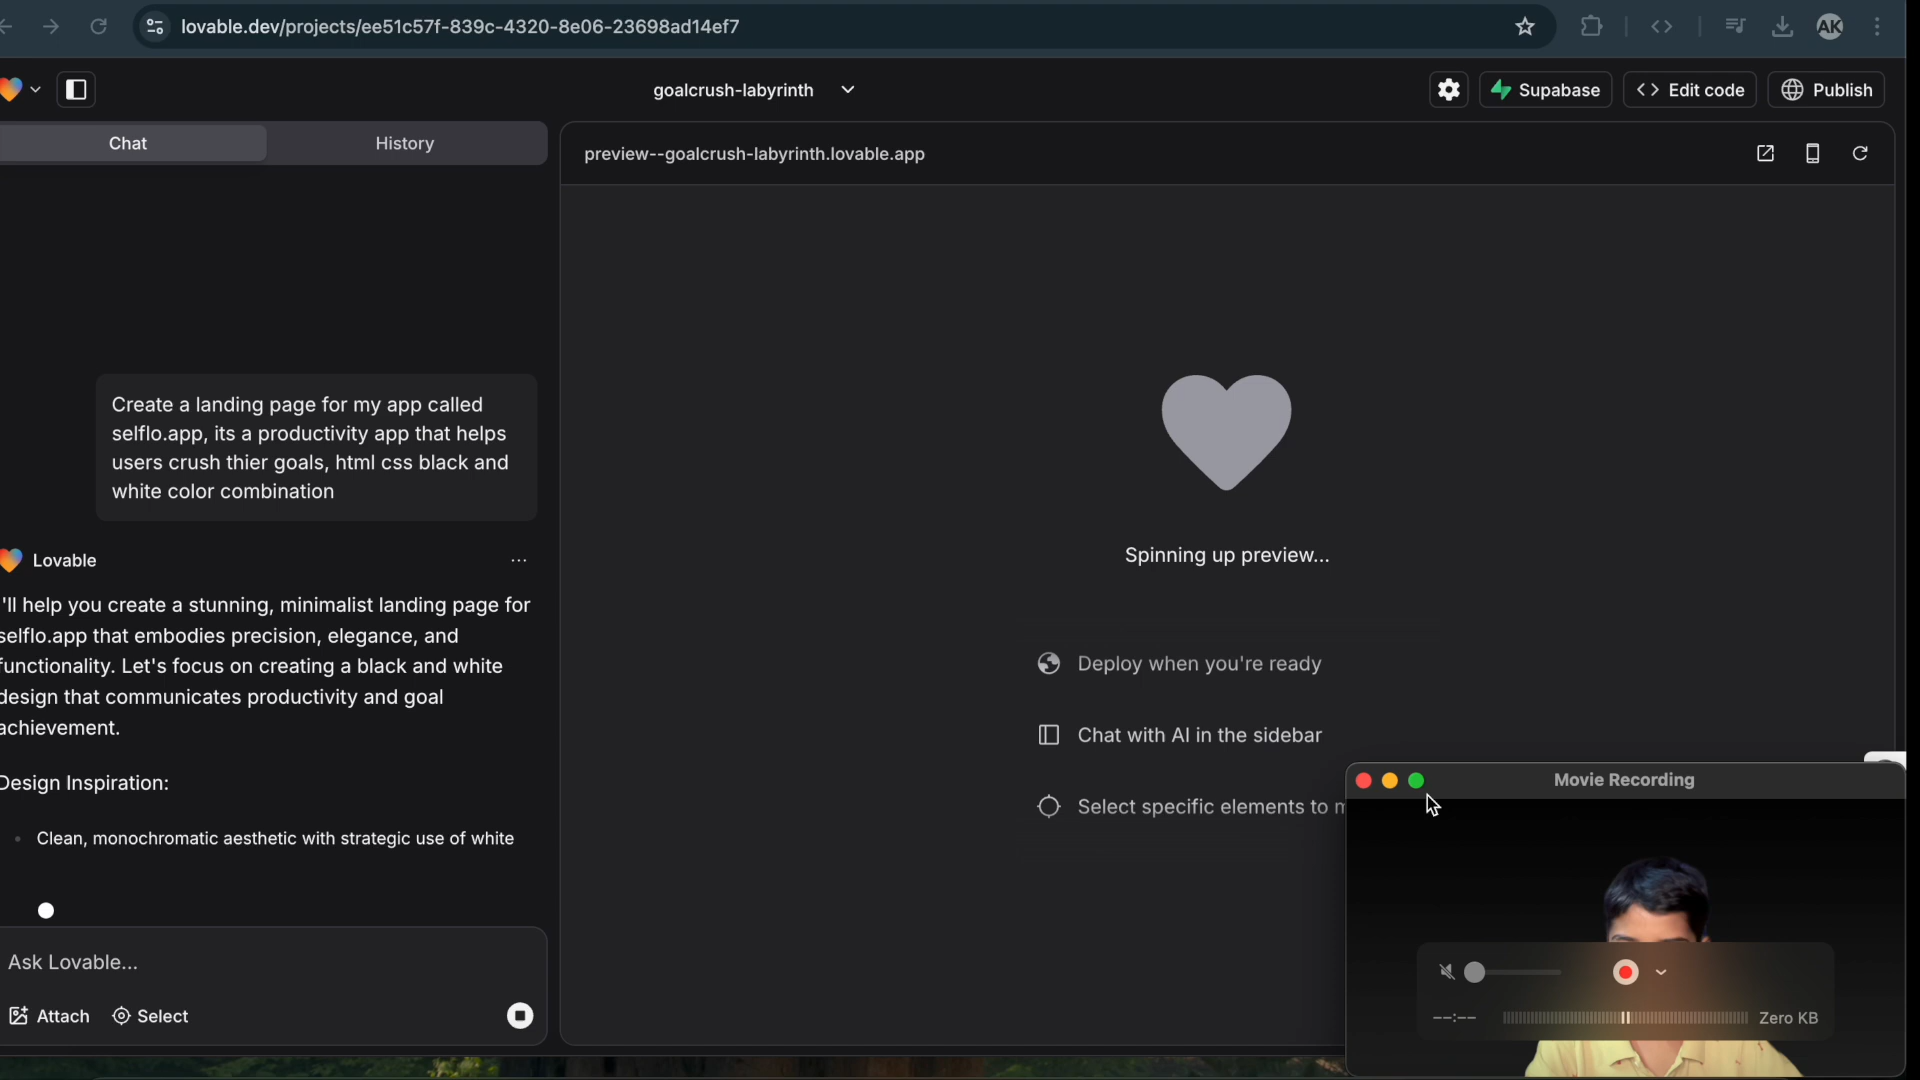 lovable.dev/projects/ee51c57f-839c-4320-8e06-23698ad14ef7
AK
goalcrush-labyrinth
Supabase
Edit code
Publish
Chat
History
preview--goalcrush-labyrinth.lovable.app
Create a landing page for my app called
selflo.app, its a productivity app that helps
users crush thier goals, html css black and
white color combination
Lovable
'll help you create a stunning, minimalist landing page for
selflo.app that embodies precision, elegance, and
functionality. Let's focus on creating a black and white
design that communicates productivity and goal
achievement.
Design Inspiration:
Clean, monochromatic aesthetic with strategic use of white
Ask Lovable...
Attach
Select
Spinning up preview...
Deploy when you're ready
Chat with AI in the sidebar
Select specific elements to m
Movie Recording
--:--
Zero KB